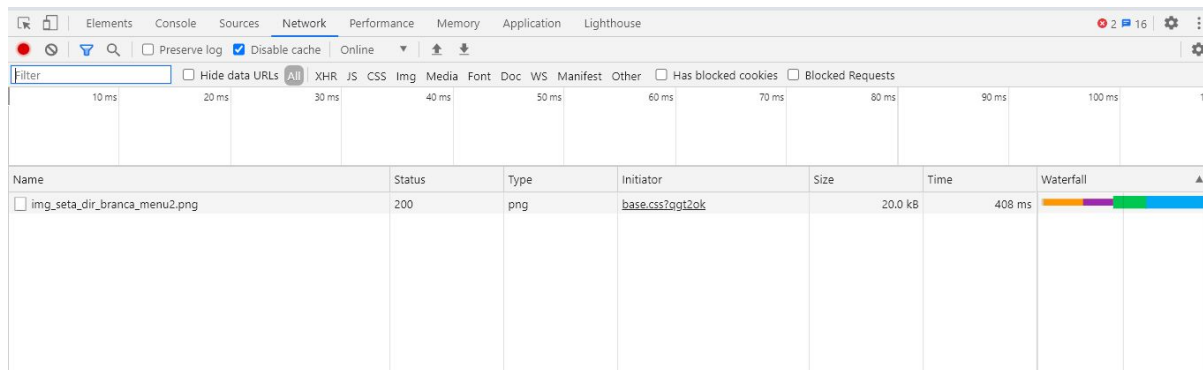 Elements Console Sources Network Performance Memory Application Lighthouse 2 16
Preserve log Disable cache Online
Filter Hide data URLs All XHR JS CSS Img Media Font Doc WS Manifest Other Has blocked cookies Blocked Requests
10 ms 20 ms 30 ms 40 ms 50 ms 60 ms 70 ms 80 ms 90 ms 100 ms
Name Status Type Initiator Size Time Waterfall
img_seta_dir_branca_menu2.png 200 png base.css?qgt2ok 20.0 kB 408 ms